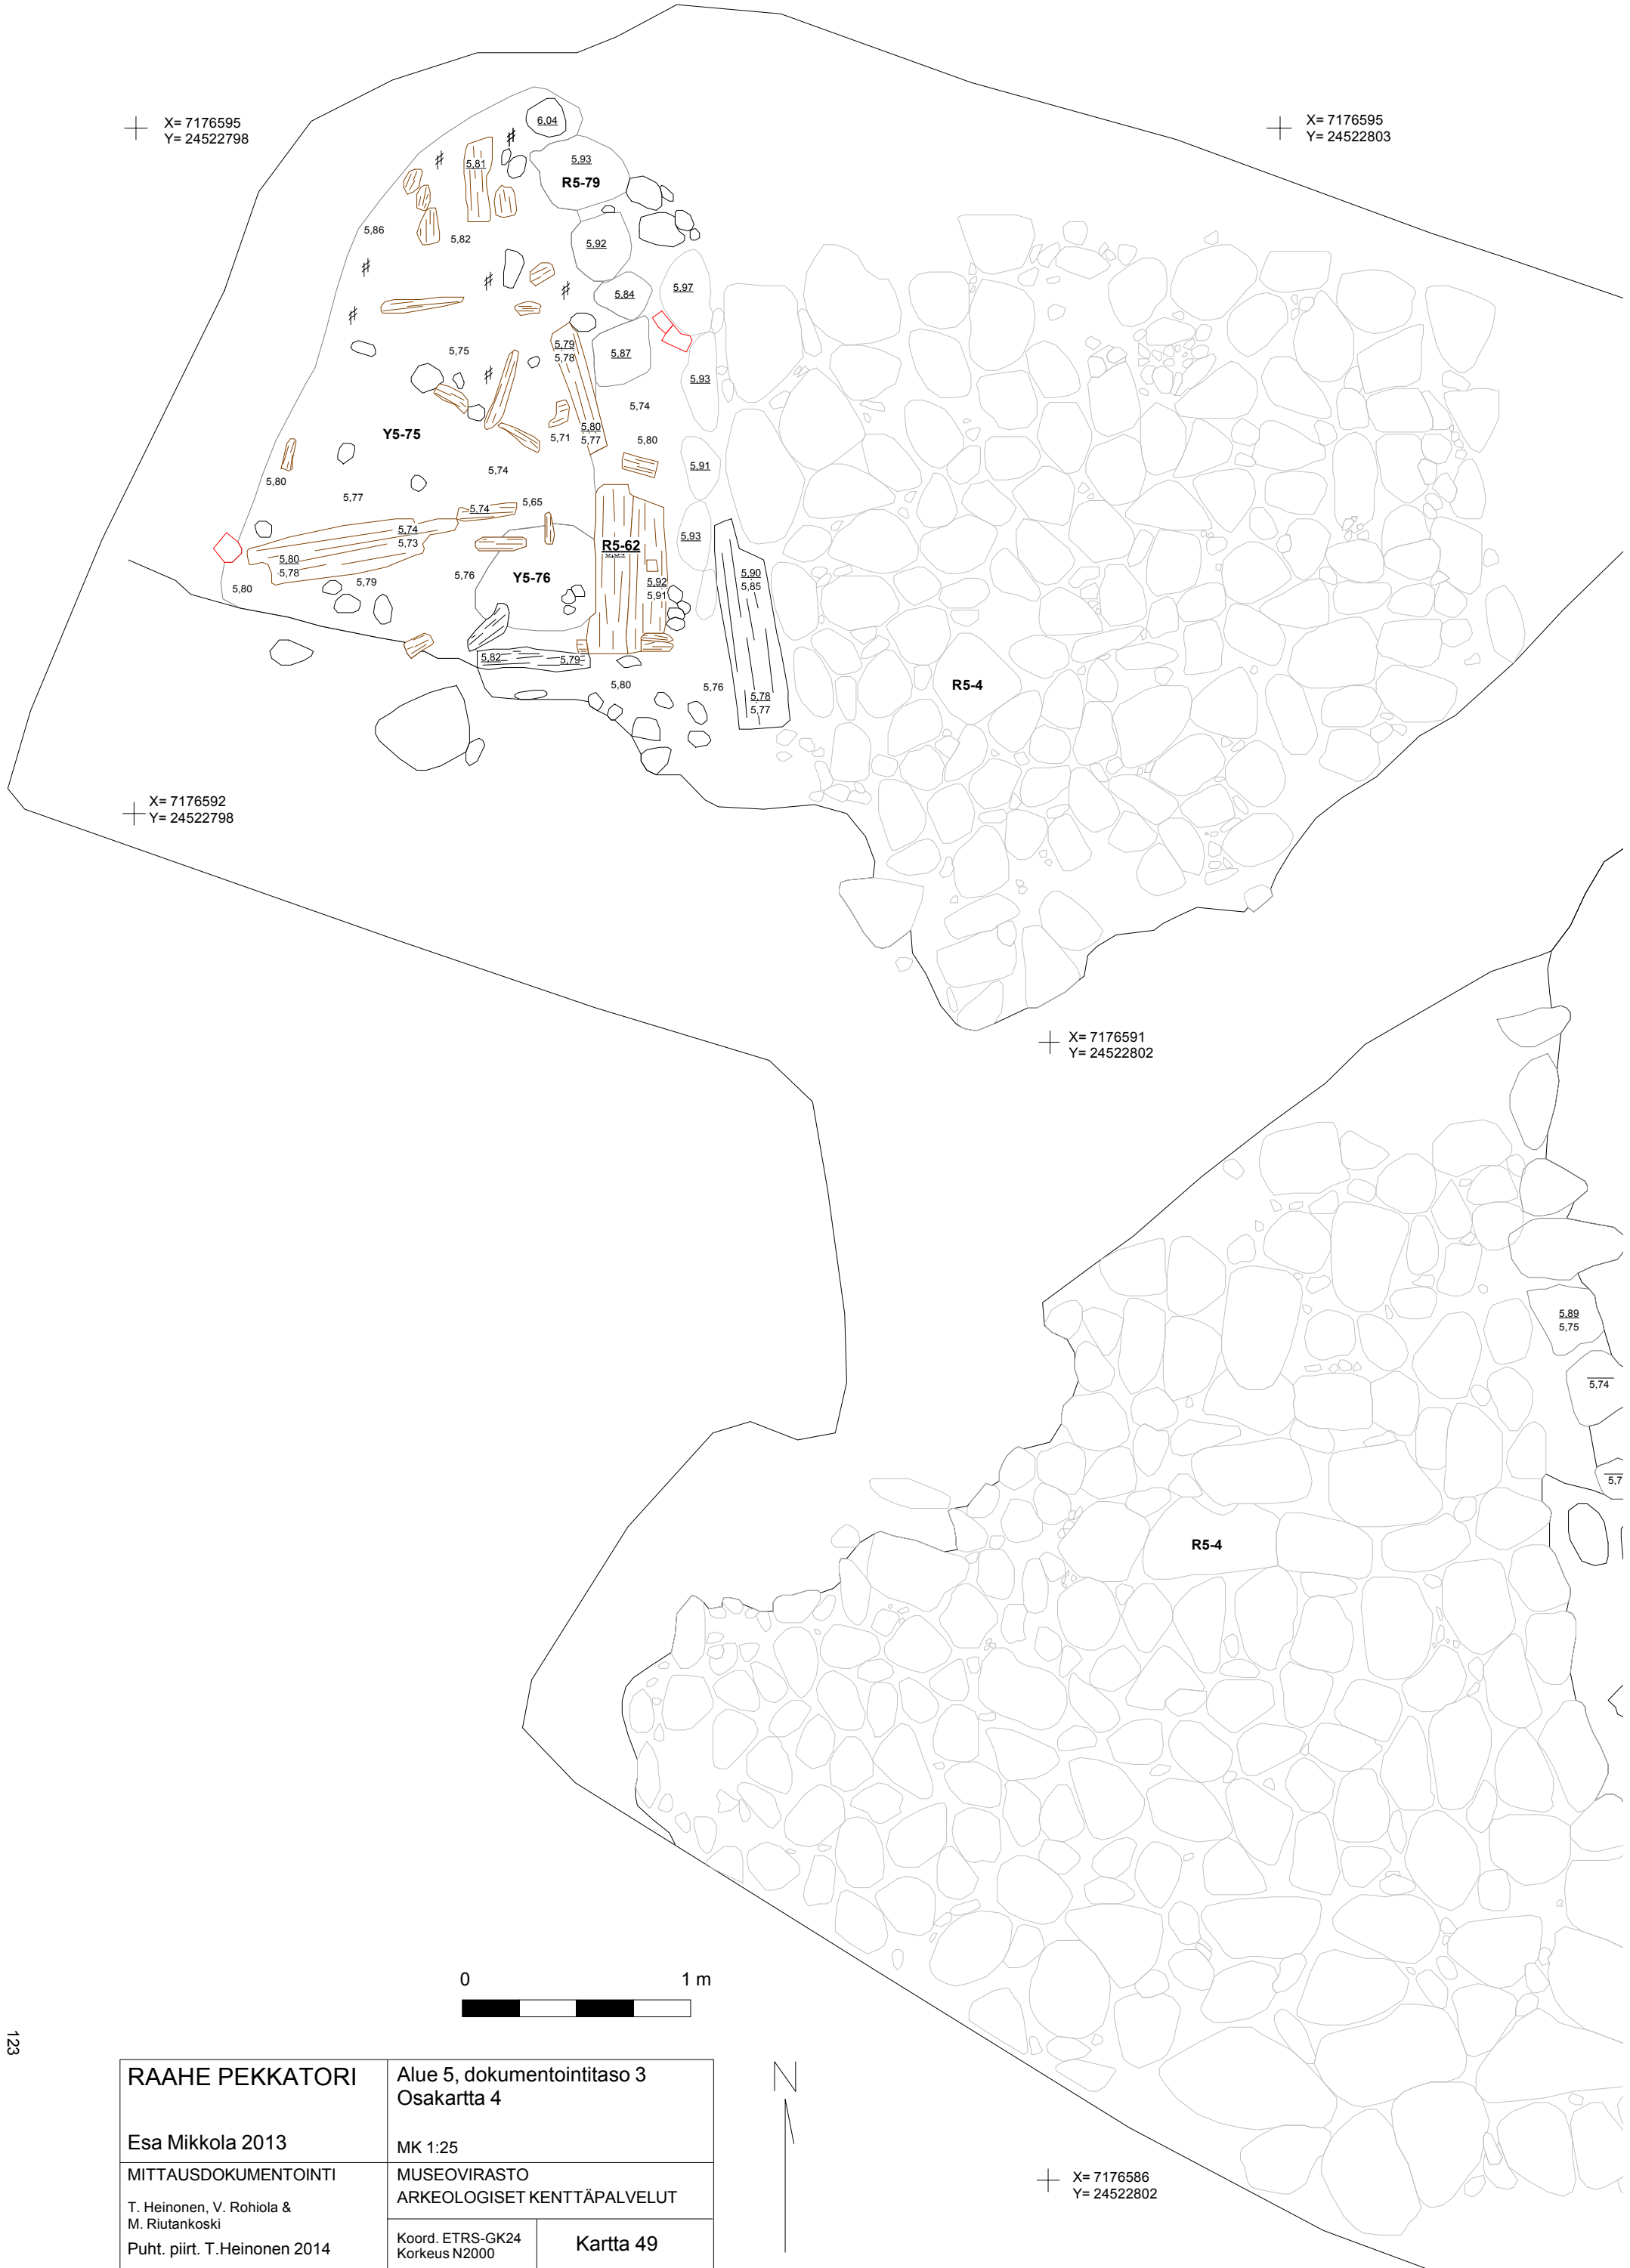 X= 7176595
Y= 24522798
X= 7176595
Y= 24522803
6,04
5,93
R5-79
5,81
5,86
5,82
5,92
5,84
5,97
5,87
5,79
5,78
5,75
5,93
5,74
5,80
5,77
5,71
5,80
Y5-75
5,91
5,74
5,80
5,77
5,65
5,74
5,74
5,73
5,93
R5-62
5,80
5,78
5,79
5,76
Y5-76
5,92
5,91
5,90
5,85
5,80
5,82
5,79
5,80
5,76
5,78
5,77
R5-4
X= 7176592
Y= 24522798
X= 7176591
Y= 24522802
5,89
5,75
5,74
5,7
R5-4
0 1 m
123
RAAHE PEKKATORI
Esa Mikkola 2013
MITTAUSDOKUMENTOINTI
T. Heinonen, V. Rohiola &
M. Riutankoski
Puht. piirt. T.Heinonen 2014
Alue 5, dokumentointitaso 3
Osakartta 4
MK 1:25
MUSEOVIRASTO
ARKEOLOGISET KENTTÄPALVELUT
Koord. ETRS-GK24
Korkeus N2000
Kartta 49
N
X= 7176586
Y= 24522802